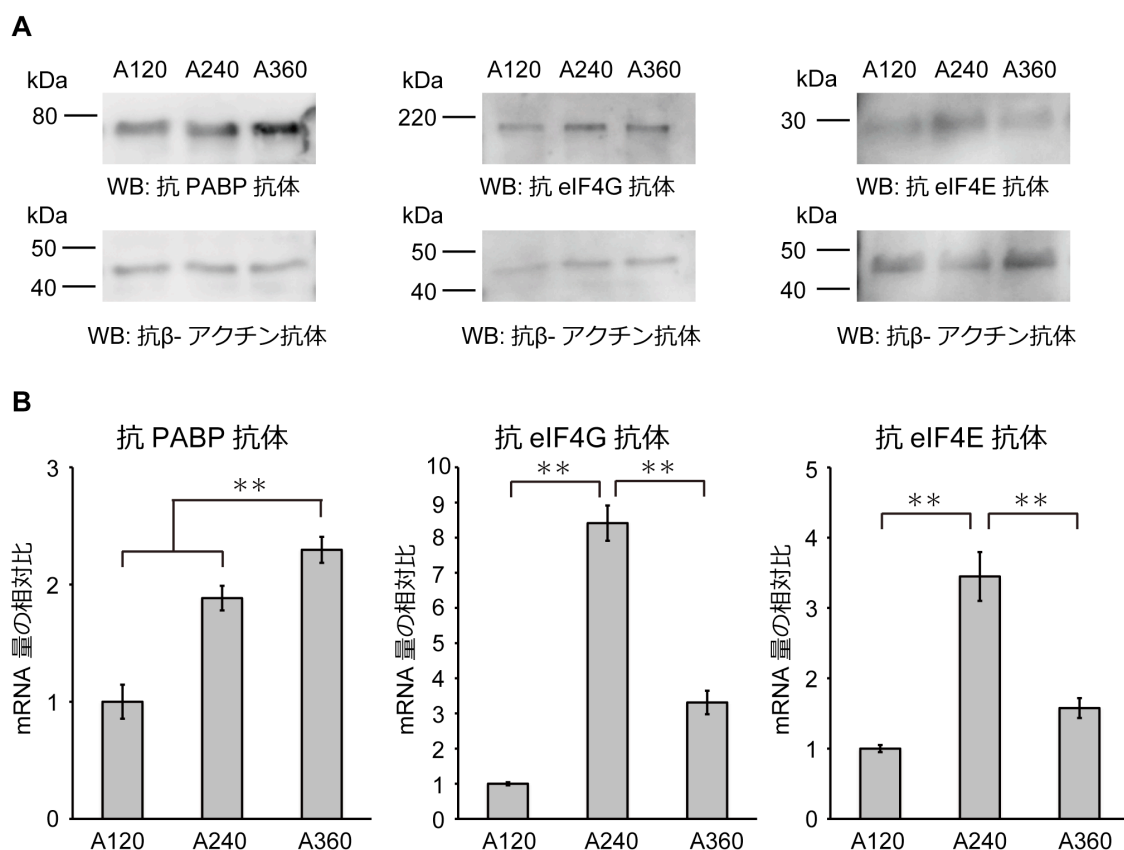 A
kDa A120 A240 A360
80
WB: 抗 PABP 抗体
kDa
50
40
WB: 抗β- アクチン抗体
kDa A120 A240 A360
220
WB: 抗 eIF4G 抗体
kDa
50
40
WB: 抗β- アクチン抗体
kDa A120 A240 A360
30
WB: 抗 eIF4E 抗体
kDa
50
40
WB: 抗β- アクチン抗体
B
抗 PABP 抗体
mRNA 量の相対比
3
2
1
0
**
A120 A240 A360
抗 eIF4G 抗体
mRNA 量の相対比
10
9
8
7
6
5
4
3
2
1
0
** **
A120 A240 A360
抗 eIF4E 抗体
mRNA 量の相対比
5
4
3
2
1
0
** **
A120 A240 A360